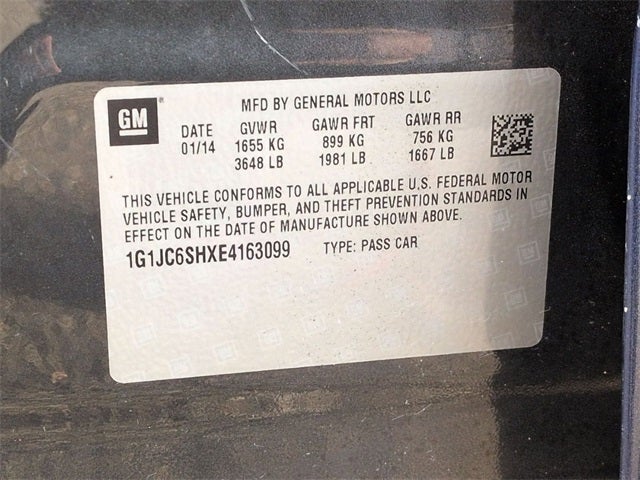 GM
MFD BY GENERAL MOTORS LLC
DATE GVWR GAWR FRT GAWR RR
01/14 1655 KG 899 KG 756 KG
3648 LB 1981 LB 1667 LB
THIS VEHICLE CONFORMS TO ALL APPLICABLE U.S. FEDERAL MOTOR
VEHICLE SAFETY, BUMPER, AND THEFT PREVENTION STANDARDS IN
EFFECT ON THE DATE OF MANUFACTURE SHOWN ABOVE.
1G1JC6SHXE4163099 TYPE: PASS CAR